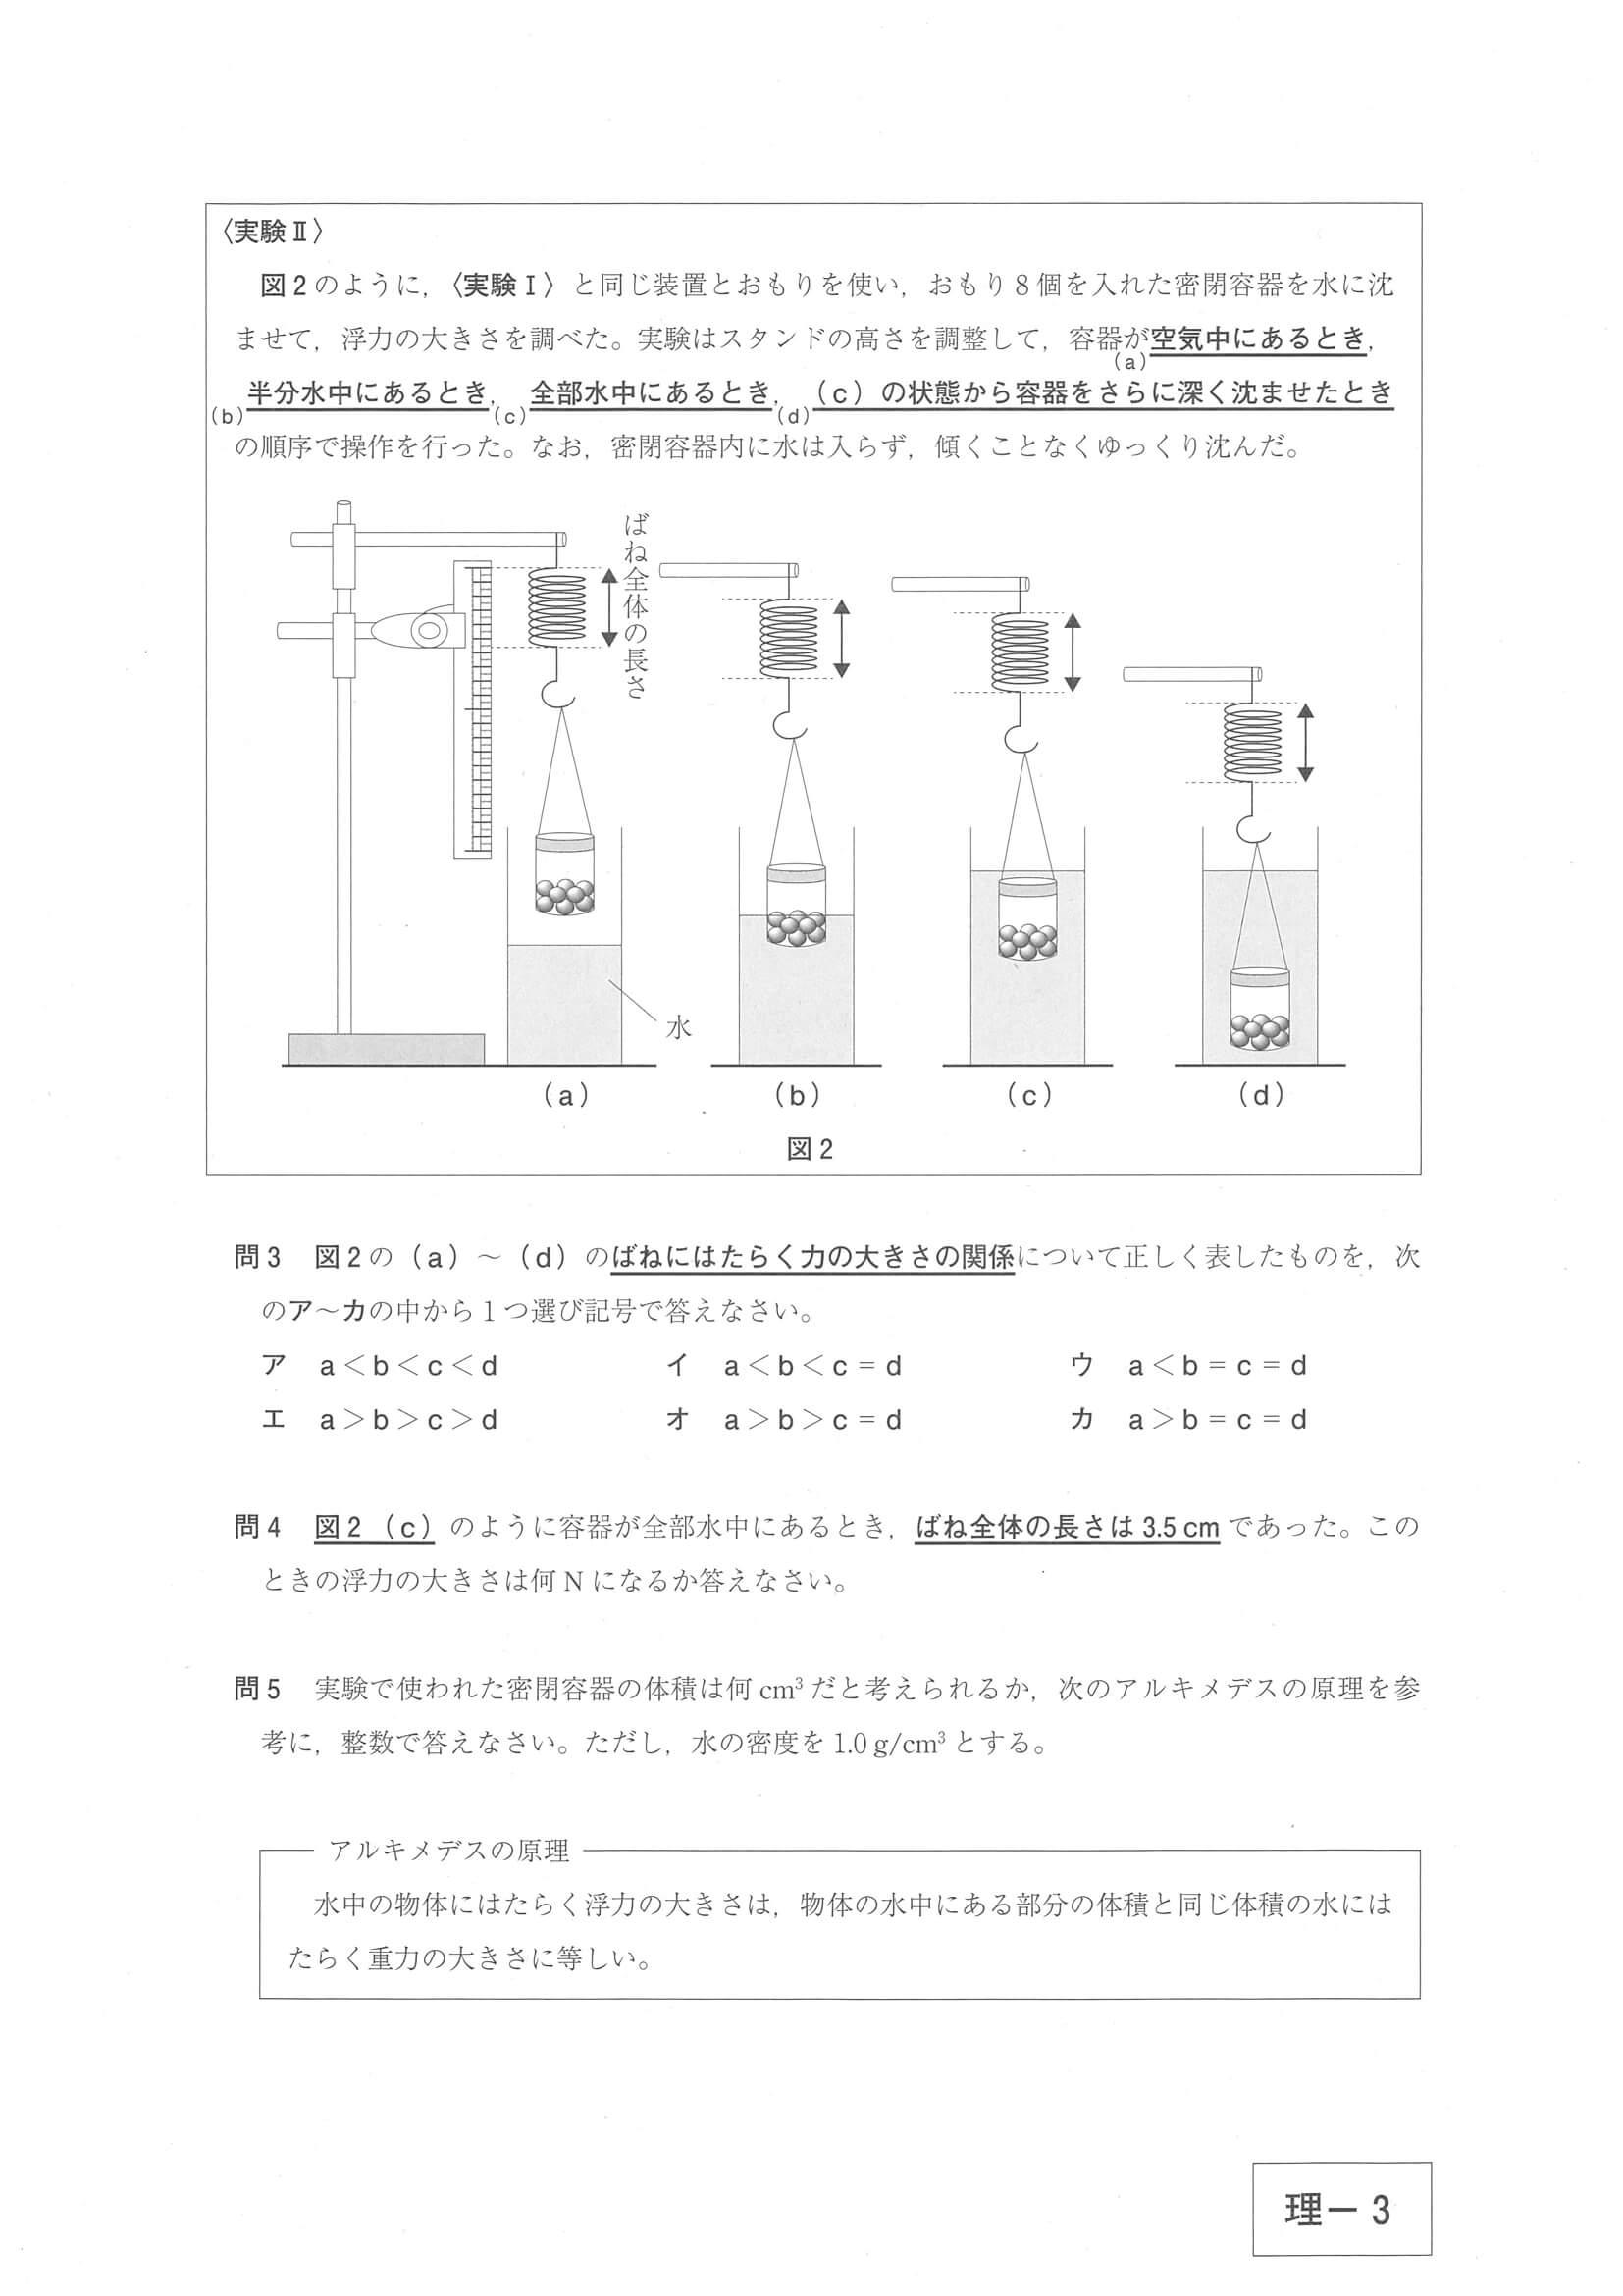 〈実験Ⅱ〉
図2のように，〈実験Ⅰ〉と同じ装置とおもりを使い，おもり8個を入れた密閉容器を水に沈
ませて，浮力の大きさを調べた。実験はスタンドの高さを調整して，容器が(a)空気中にあるとき，
(b)半分水中にあるとき，(c)全部水中にあるとき，(d)（c）の状態から容器をさらに深く沈ませたとき
の順序で操作を行った。なお，密閉容器内に水は入らず，傾くことなくゆっくり沈んだ。
ばね全体の長さ
水
（a）
（b）
（c）
（d）
図2
問3　図2の（a）～（d）のばねにはたらく力の大きさの関係について正しく表したものを，次
のア～カの中から1つ選び記号で答えなさい。
ア　a＜b＜c＜d　イ　a＜b＜c＝d　ウ　a＜b＝c＝d
エ　a＞b＞c＞d　オ　a＞b＞c＝d　カ　a＞b＝c＝d
問4　図2（c）のように容器が全部水中にあるとき，ばね全体の長さは3.5cmであった。この
ときの浮力の大きさは何Nになるか答えなさい。
問5　実験で使われた密閉容器の体積は何cm³だと考えられるか，次のアルキメデスの原理を参
考に，整数で答えなさい。ただし，水の密度を1.0g/cm³とする。
アルキメデスの原理
水中の物体にはたらく浮力の大きさは，物体の水中にある部分の体積と同じ体積の水には
たらく重力の大きさに等しい。
理－3